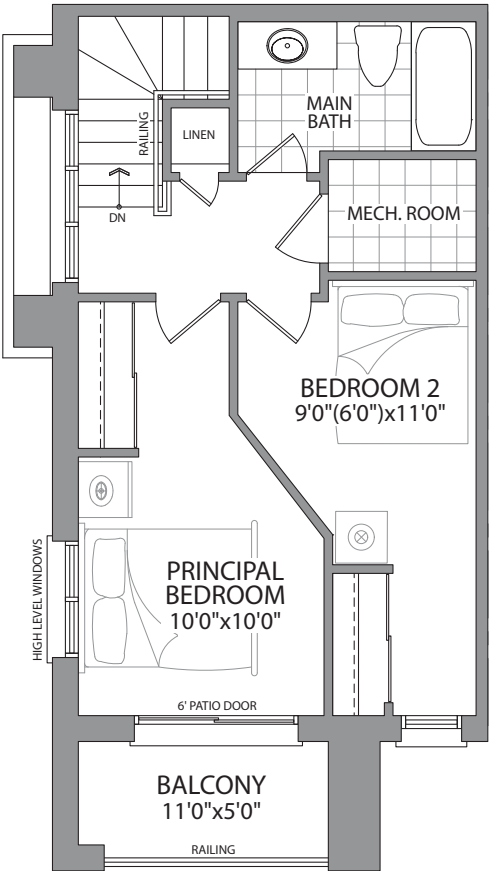 MAIN
BATH
RAILING
LINEN
DN
MECH. ROOM
BEDROOM 2
9'0"(6'0")x11'0"
HIGH LEVEL WINDOWS
PRINCIPAL
BEDROOM
10'0"x10'0"
6' PATIO DOOR
BALCONY
11'0"x5'0"
RAILING